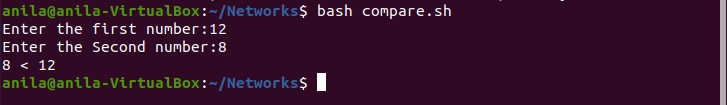 anila@anila-VirtualBox:~/Networks$ bash compare.sh
Enter the first number:12
Enter the Second number:8
8 < 12
anila@anila-VirtualBox:~/Networks$